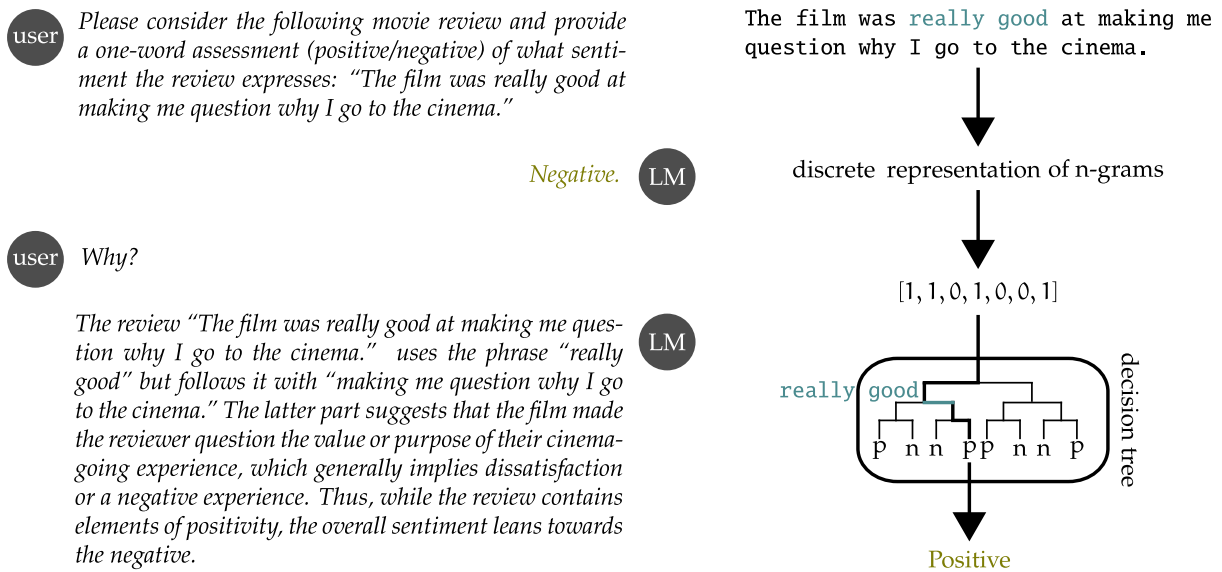 user
Please consider the following movie review and provide
a one-word assessment (positive/negative) of what senti-
ment the review expresses: “The film was really good at
making me question why I go to the cinema.”
Negative.
LM
user
Why?
The review “The film was really good at making me ques-
tion why I go to the cinema.” uses the phrase “really
good” but follows it with “making me question why I go
to the cinema.” The latter part suggests that the film made
the reviewer question the value or purpose of their cinema-
going experience, which generally implies dissatisfaction
or a negative experience. Thus, while the review contains
elements of positivity, the overall sentiment leans towards
the negative.
LM
The film was really good at making me
question why I go to the cinema.
discrete representation of n-grams
[1, 1, 0, 1, 0, 0, 1]
really good
p n n p p n n p
decision tree
Positive